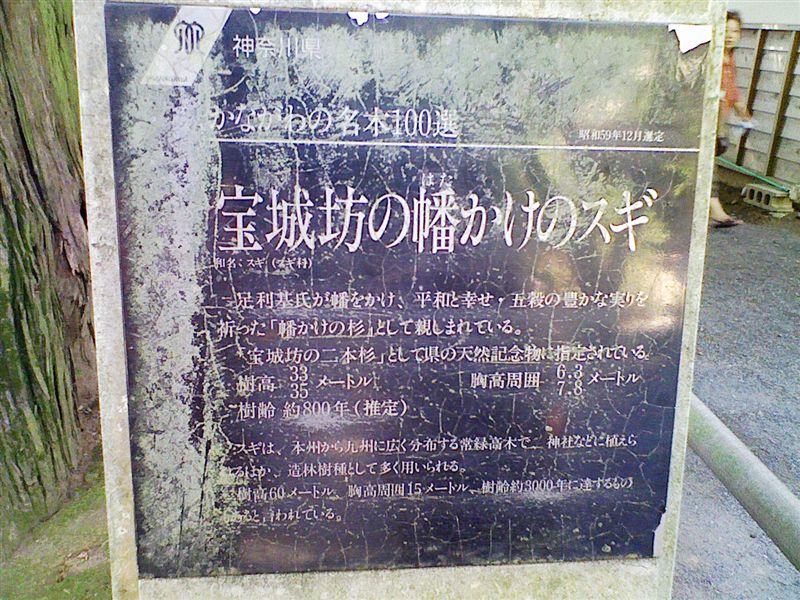 神奈川県
かながわの名木100選
昭和59年12月選定
はた
宝城坊の幡かけのスギ
和名・スギ(スギ科)
足利基氏が幡をかけ、平和と幸せ・五穀の豊かな実りを
祈った「幡かけの杉」として親しまれている。
「宝城坊の二本杉」として県の天然記念物に指定されている。
樹高 33 35 メートル 胸高周囲 6.3 7.8 メートル
樹齢 約800年(推定)
スギは、本州から九州に広く分布する常緑高木で、神社などに植えら
るほか、造林樹種として多く用いられる。
樹高60メートル、胸高周囲15メートル、樹齢約3000年に達するもの
あると言われている。